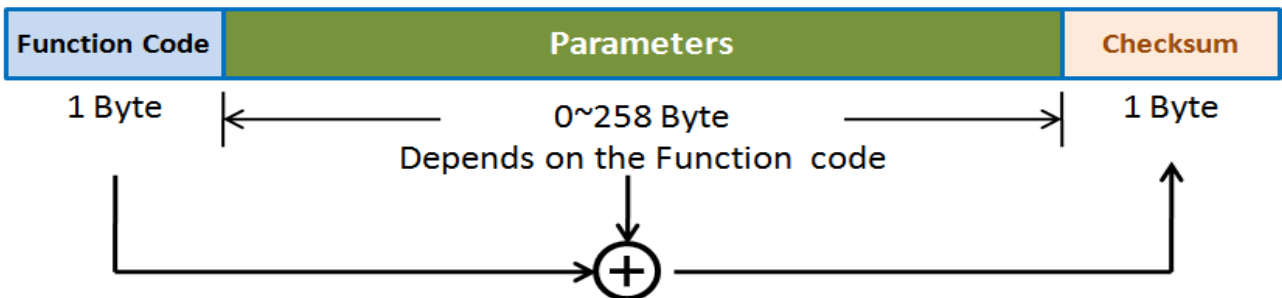 Function Code Parameters Checksum
1 Byte 0~258 Byte 1 Byte
Depends on the Function code